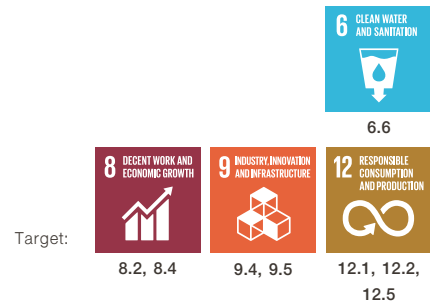 6 CLEAN WATER
AND SANITATION
6.6
8 DECENT WORK AND
ECONOMIC GROWTH
9 INDUSTRY, INNOVATION
AND INFRASTRUCTURE
12 RESPONSIBLE
CONSUMPTION
AND PRODUCTION
Target:
8.2, 8.4
9.4, 9.5
12.1, 12.2,
12.5